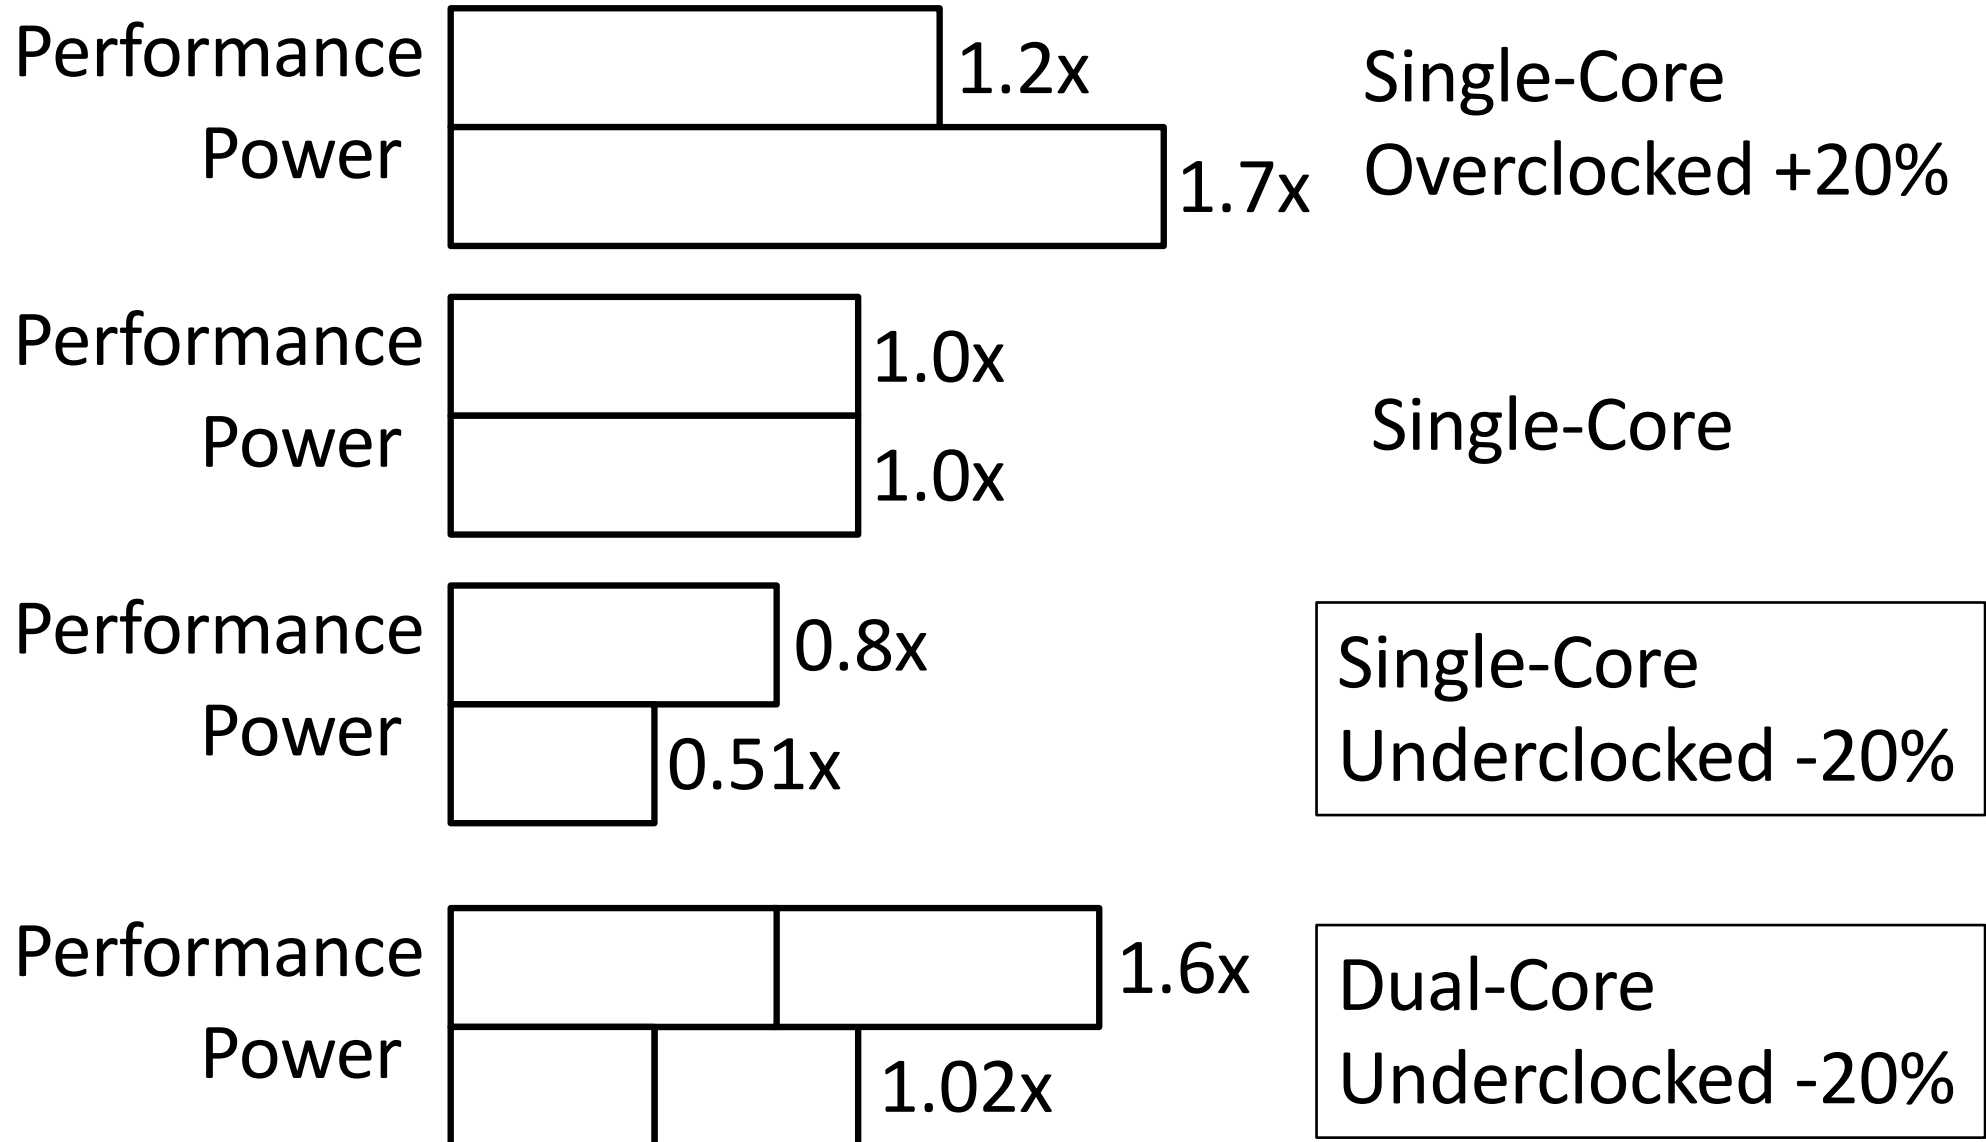 Performance
1.2x
Single-Core
Power
1.7x
Overclocked +20%
Performance
1.0x
Single-Core
Power
1.0x
Performance
0.8x
Single-Core
Power
0.51x
Underclocked -20%
Performance
1.6x
Dual-Core
Power
1.02x
Underclocked -20%